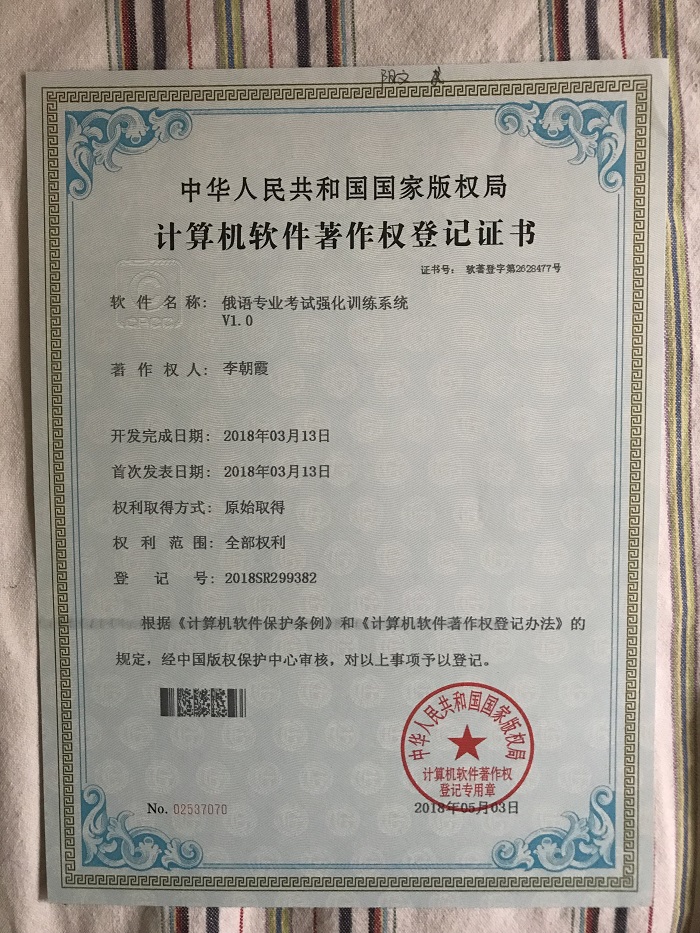 中华人民共和国国家版权局
计算机软件著作权登记证书
证书号： 软著登字第2628477号
软件名称： 俄语专业考试强化训练系统
V1.0
著作权人： 李朝霞
开发完成日期： 2018年03月13日
首次发表日期： 2018年03月13日
权利取得方式： 原始取得
权利范围： 全部权利
登记号： 2018SR299382
根据《计算机软件保护条例》和《计算机软件著作权登记办法》的
规定，经中国版权保护中心审核，对以上事项予以登记。
中华人民共和国国家版权局
计算机软件著作权
登记专用章
No. 02537070
2018年05月03日
CPCC